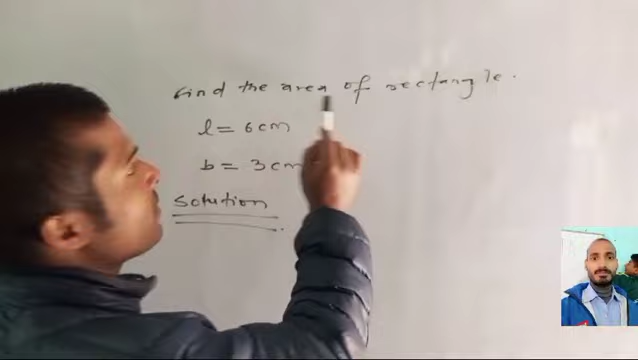 Find the area of rectangle.
l = 6cm
b = 3cm
Solution